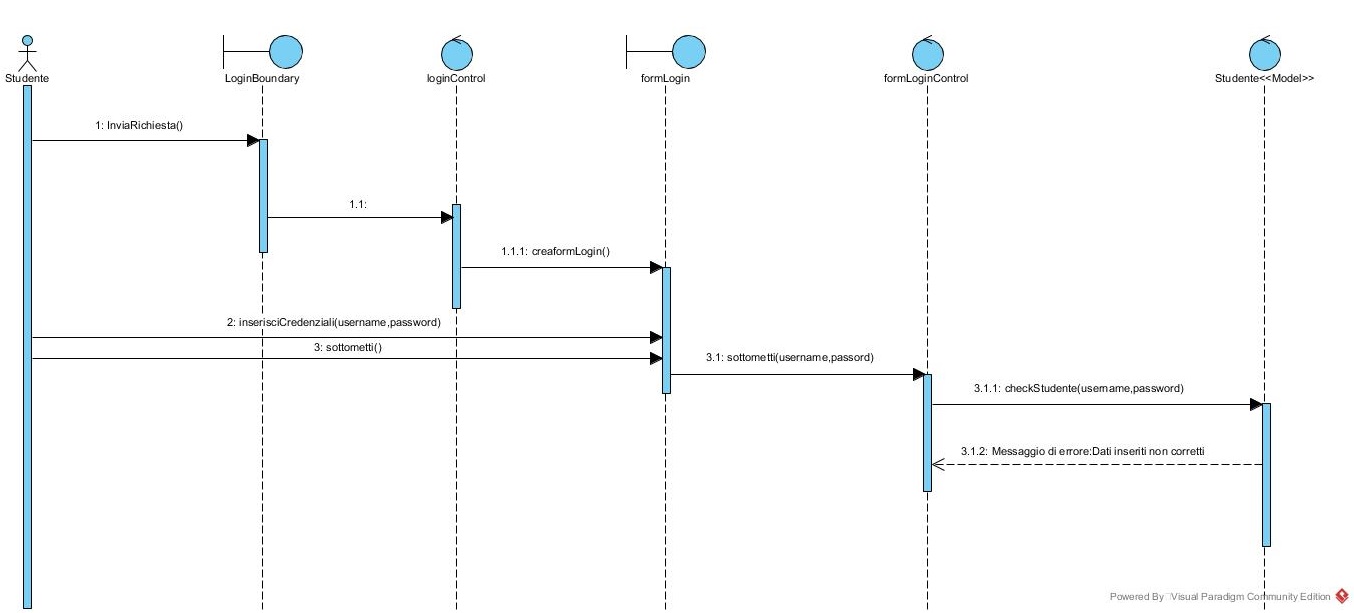 Studente
LoginBoundary
loginControl
formLogin
formLoginControl
Studente<<Model>>
1: InviaRichiesta()
1.1:
1.1.1: creaformLogin()
2: inserisciCredenziali(username,password)
3: sottometti()
3.1: sottometti(username,passord)
3.1.1: checkStudente(username,password)
3.1.2: Messaggio di errore:Dati inseriti non corretti
Powered By Visual Paradigm Community Edition